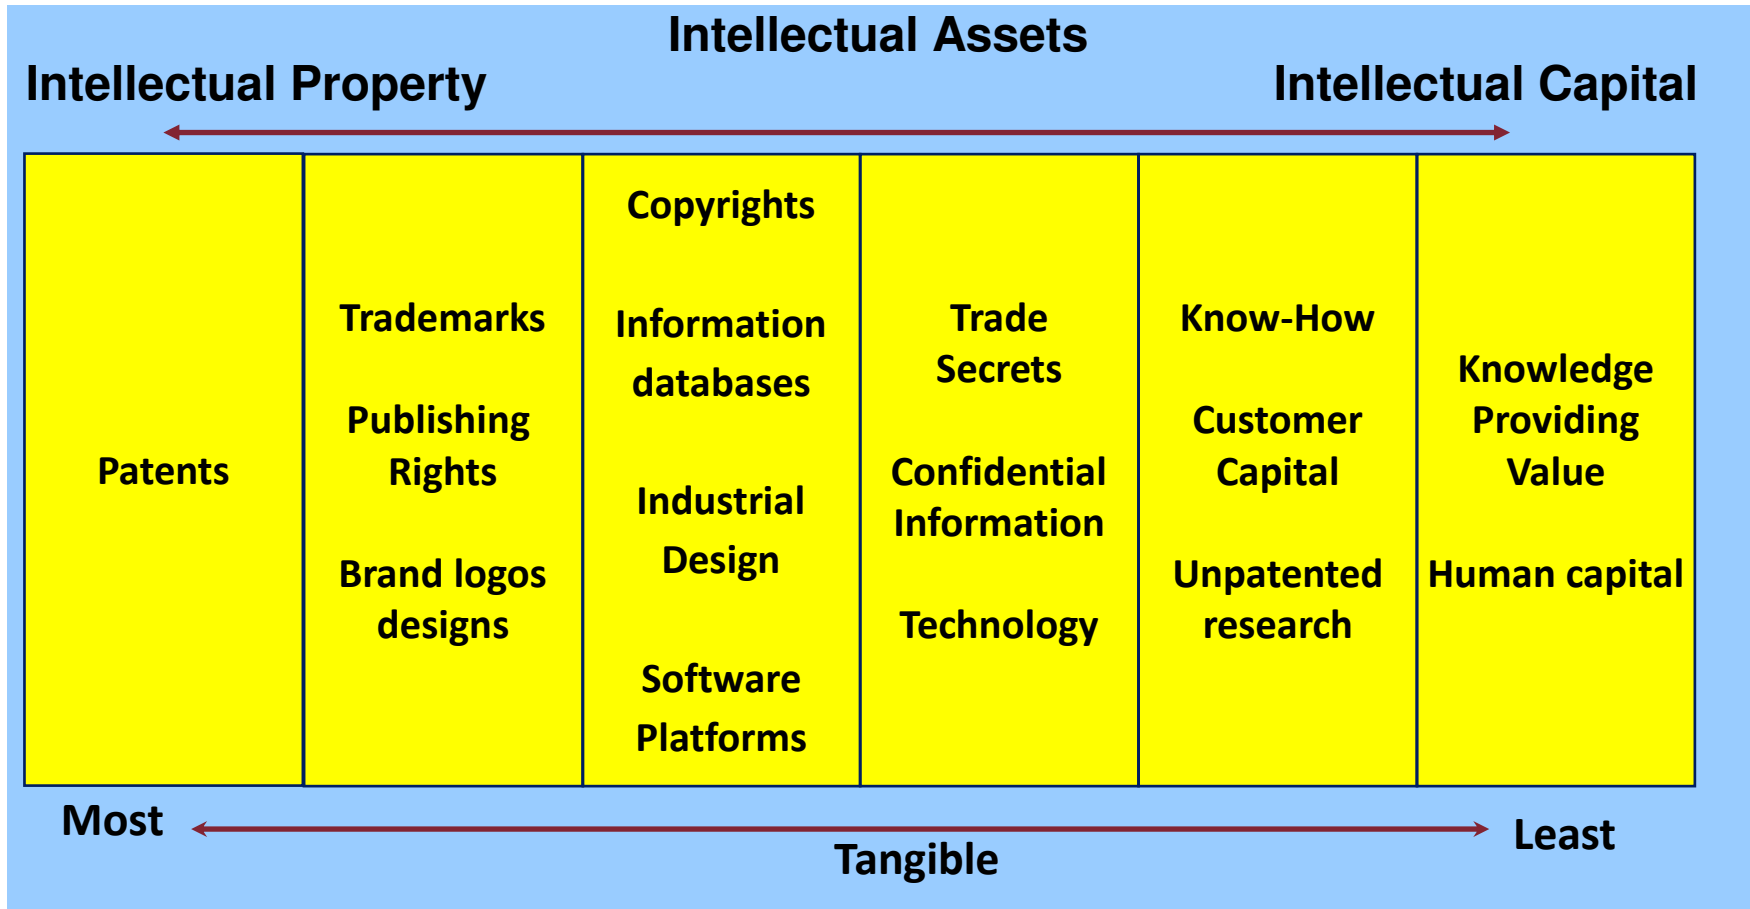 Intellectual Assets
Intellectual Property
Intellectual Capital
Patents
Trademarks
Publishing
Rights
Brand logos
designs
Copyrights
Information
databases
Industrial
Design
Software
Platforms
Trade
Secrets
Confidential
Information
Technology
Know-How
Customer
Capital
Unpatented
research
Knowledge
Providing
Value
Human capital
Most
Tangible
Least